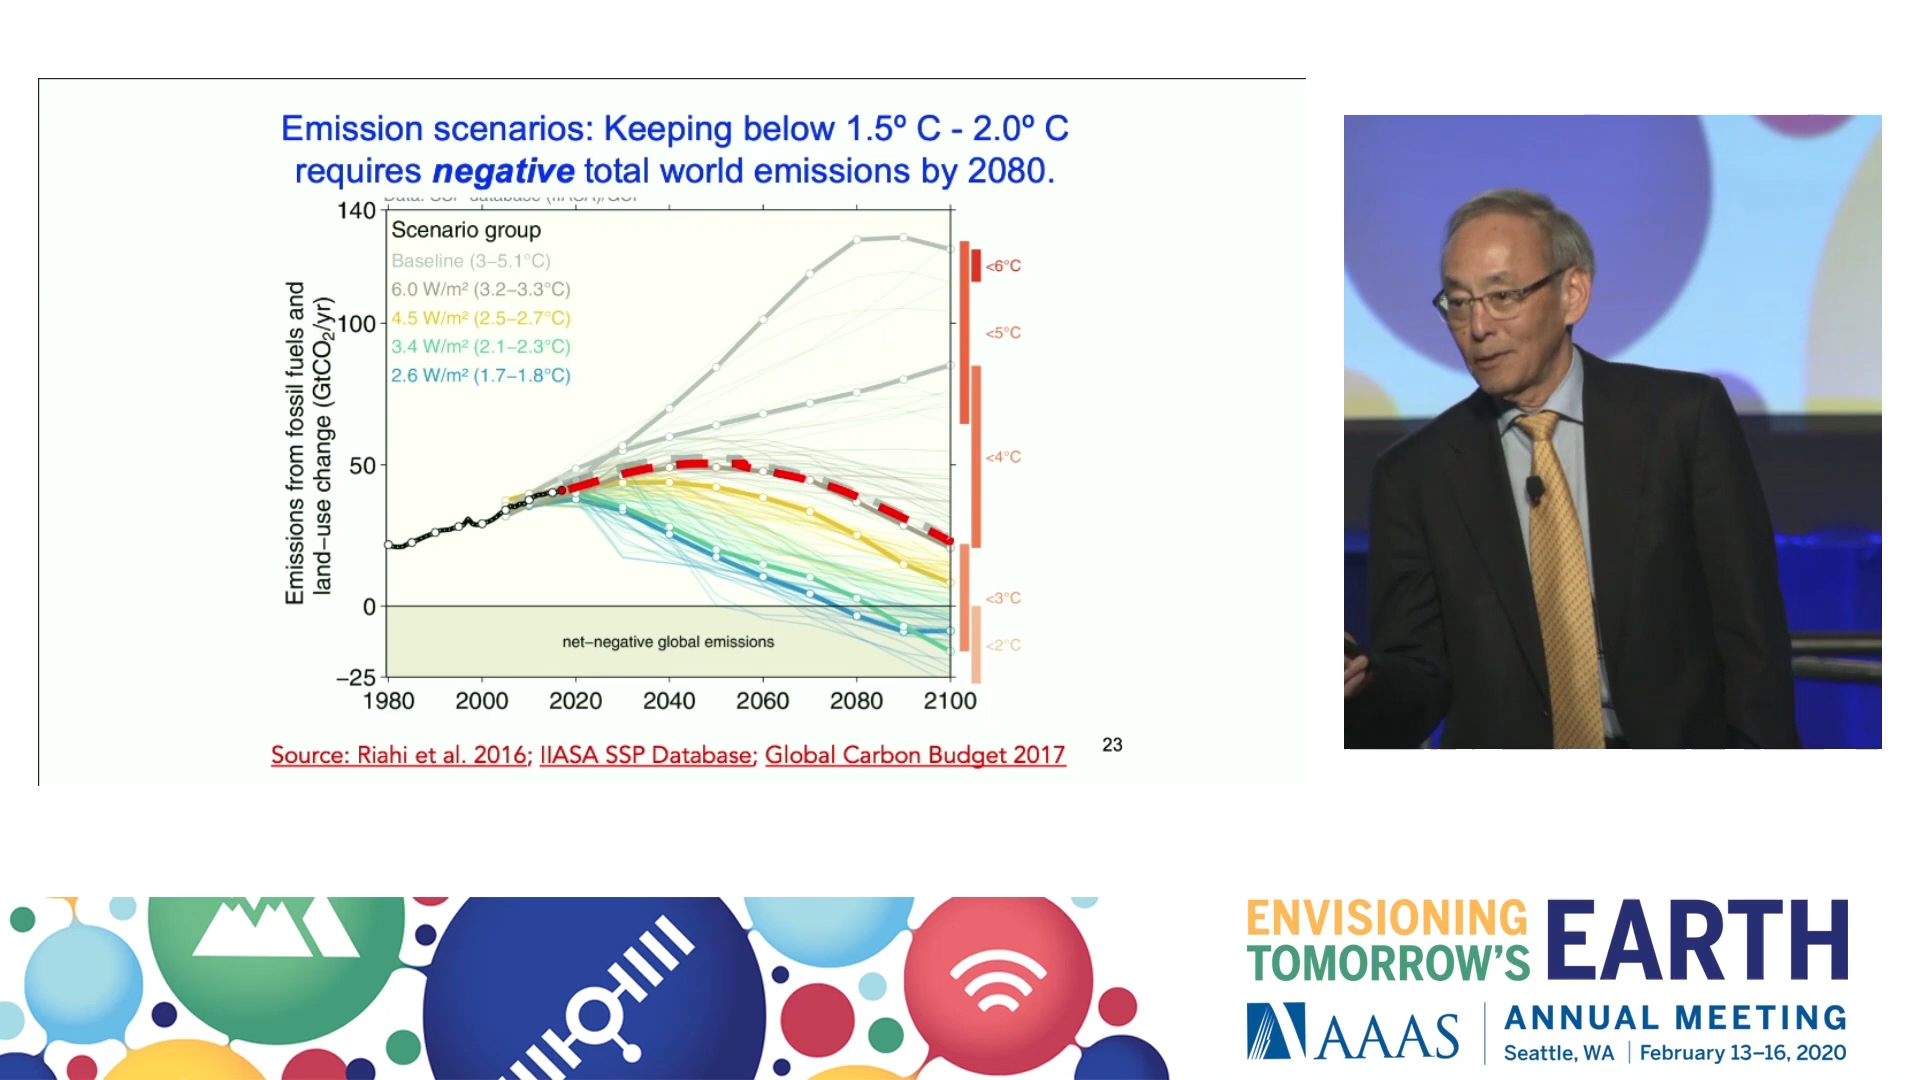 Emission scenarios: Keeping below 1.5º C - 2.0º C
requires negative total world emissions by 2080.
Data: SSP database (IIASA)/GCP
140
100
50
0
−25
Emissions from fossil fuels and
land−use change (GtCO₂/yr)
Scenario group
Baseline (3−5.1°C)
6.0 W/m² (3.2−3.3°C)
4.5 W/m² (2.5−2.7°C)
3.4 W/m² (2.1−2.3°C)
2.6 W/m² (1.7−1.8°C)
<6°C
<5°C
<4°C
<3°C
<2°C
net−negative global emissions
1980 2000 2020 2040 2060 2080 2100
Source: Riahi et al. 2016; IIASA SSP Database; Global Carbon Budget 2017
23
ENVISIONING
TOMORROW'S
EARTH
AAAS
ANNUAL MEETING
Seattle, WA | February 13–16, 2020